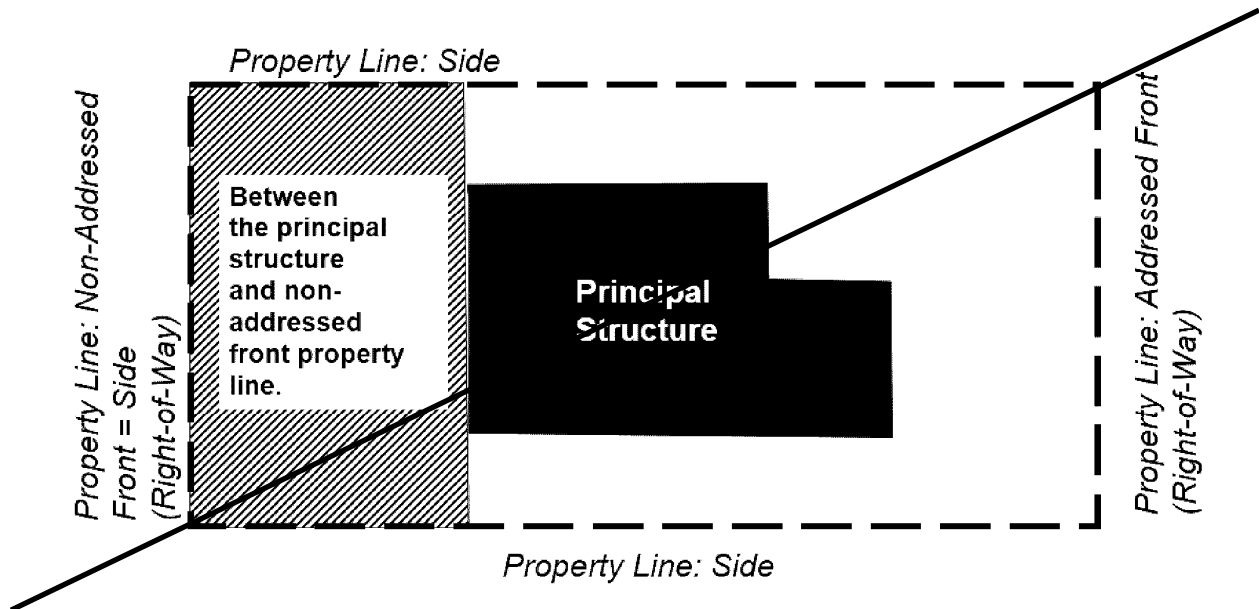 Property Line: Side
Property Line: Non-Addressed
Front = Side
(Right-of-Way)
Between
the principal
structure
and non-
addressed
front property
line.
Principal
Structure
Property Line: Addressed Front
(Right-of-Way)
Property Line: Side